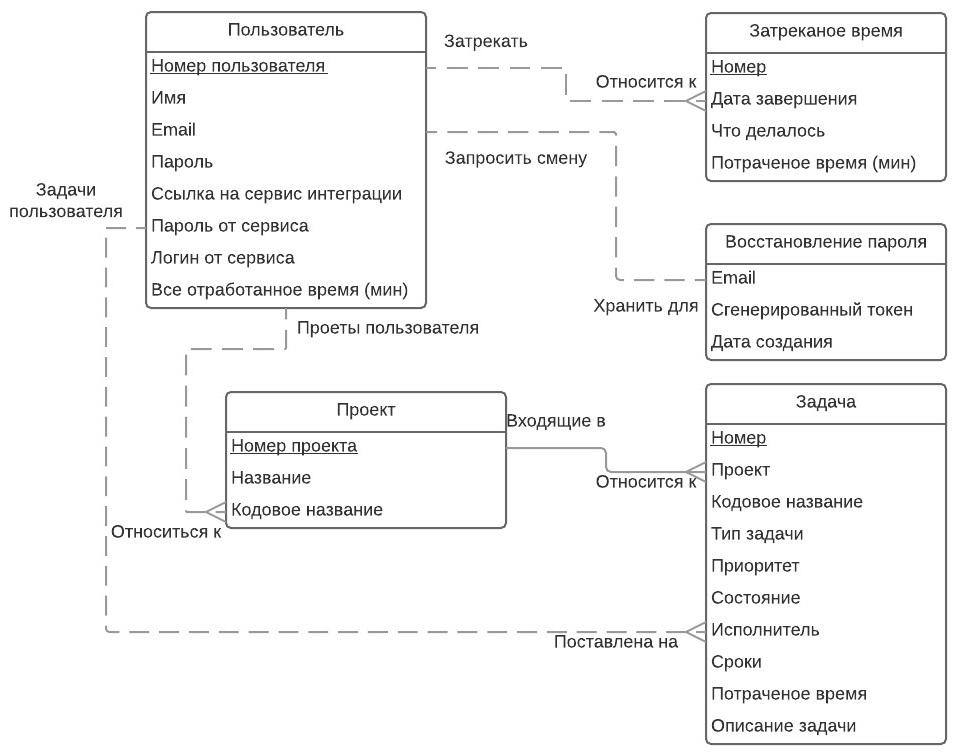 Пользователь
Номер пользователя
Имя
Email
Пароль
Ссылка на сервис интеграции
Пароль от сервиса
Логин от сервиса
Все отработанное время (мин)
Затрекать
Относится к
Затреканое время
Номер
Дата завершения
Что делалось
Потраченое время (мин)
Запросить смену
Хранить для
Восстановление пароля
Email
Сгенерированный токен
Дата создания
Задачи
пользователя
Проеты пользователя
Относиться к
Проект
Номер проекта
Название
Кодовое название
Входящие в
Относится к
Поставлена на
Задача
Номер
Проект
Кодовое название
Тип задачи
Приоритет
Состояние
Исполнитель
Сроки
Потраченое время
Описание задачи